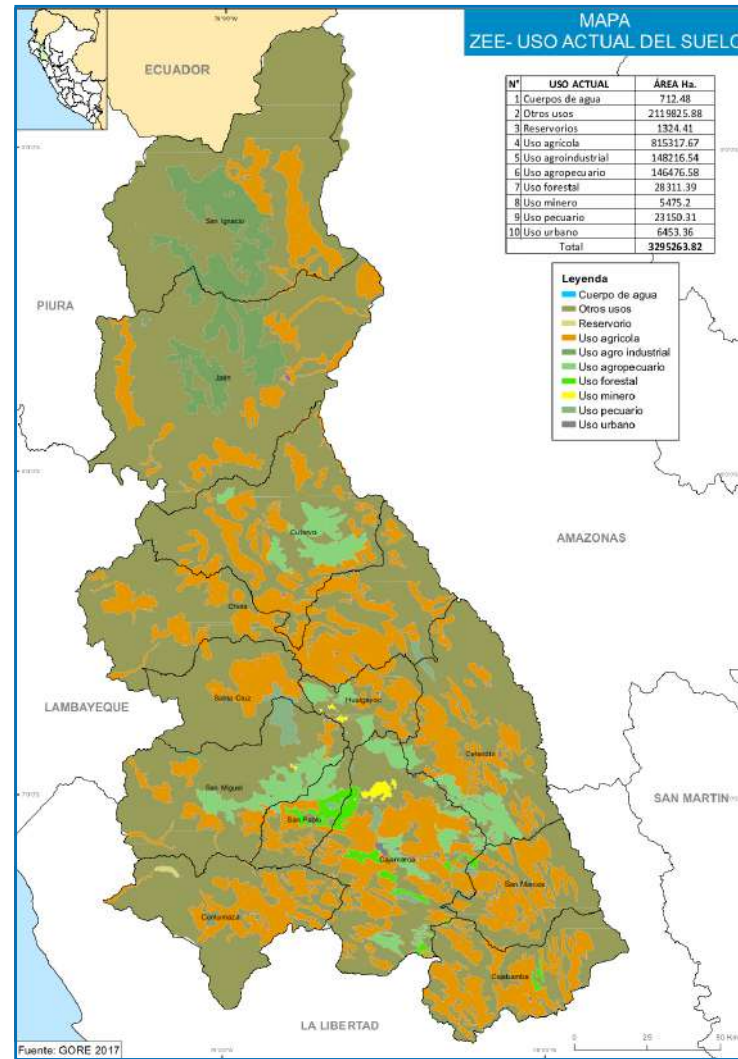 MAPA
ZEE- USO ACTUAL DEL SUELO
N° USO ACTUAL ÁREA Ha.
1 Cuerpos de agua 712.48
2 Otros usos 2119825.88
3 Reservorios 1324.41
4 Uso agrícola 815317.67
5 Uso agroindustrial 148216.54
6 Uso agropecuario 146476.58
7 Uso forestal 28311.39
8 Uso minero 5475.2
9 Uso pecuario 23150.31
10 Uso urbano 6453.36
Total 3295263.82
Leyenda
Cuerpo de agua
Otros usos
Reservorio
Uso agrícola
Uso agro industrial
Uso agropecuario
Uso forestal
Uso minero
Uso pecuario
Uso urbano
ECUADOR
San Ignacio
PIURA
Jaén
Cutervo
AMAZONAS
Chota
Santa Cruz
Hualgayoc
LAMBAYEQUE
Celendín
San Miguel
SAN MARTIN
San Pablo
Cajamarca
San Marcos
Contumazá
Cajabamba
LA LIBERTAD
0 25 50 Km
Fuente: GORE 2017